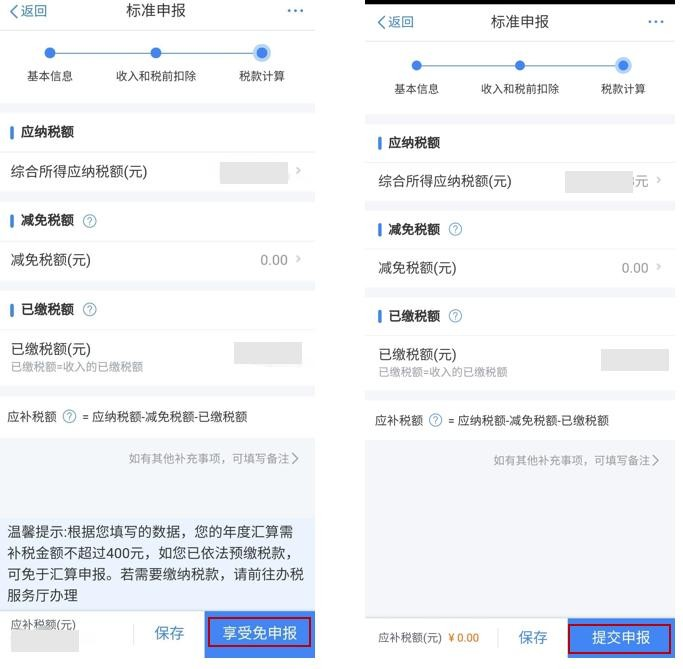 返回
标准申报
基本信息
收入和税前扣除
税款计算
应纳税额
综合所得应纳税额(元)
减免税额
减免税额(元)
0.00
已缴税额
已缴税额(元)
已缴税额=收入的已缴税额
应补税额 ? = 应纳税额-减免税额-已缴税额
如有其他补充事项，可填写备注
温馨提示:根据您填写的数据，您的年度汇算需
补税金额不超过400元，如您已依法预缴税款，
可免于汇算申报。若需要缴纳税款，请前往办税
服务厅办理
应补税额(元)
保存
享受免申报
返回
标准申报
基本信息
收入和税前扣除
税款计算
应纳税额
综合所得应纳税额(元)
元
减免税额
减免税额(元)
0.00
已缴税额
已缴税额(元)
已缴税额=收入的已缴税额
应补税额 ? = 应纳税额-减免税额-已缴税额
如有其他补充事项，可填写备注
应补税额(元) ¥0.00
保存
提交申报